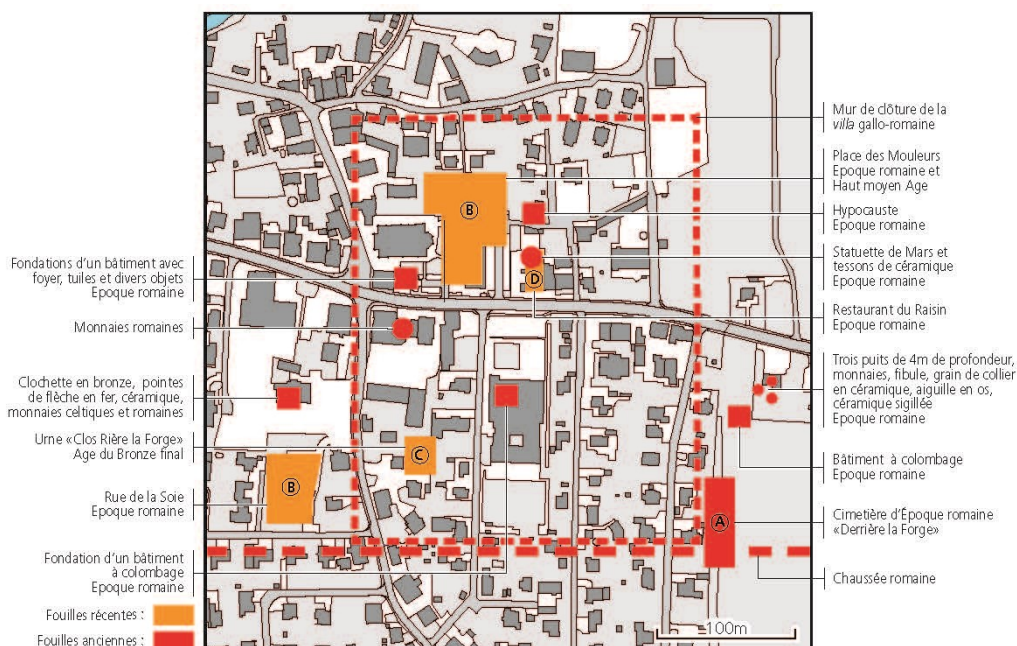 Fondations d'un bâtiment avec
foyer, tuiles et divers objets
Epoque romaine
Monnaies romaines
Clochette en bronze, pointes
de flèche en fer, céramique,
monnaies celtiques et romaines
Urne «Clos Rière la Forge»
Age du Bronze final
Rue de la Soie
Epoque romaine
Fondation d'un bâtiment
à colombage
Epoque romaine
Fouilles récentes :
Fouilles anciennes :
B
D
C
B
A
100m
Mur de clôture de la
villa gallo-romaine
Place des Mouleurs
Epoque romaine et
Haut moyen Age
Hypocauste
Epoque romaine
Statuette de Mars et
tessons de céramique
Epoque romaine
Restaurant du Raisin
Epoque romaine
Trois puits de 4m de profondeur,
monnaies, fibule, grain de collier
en céramique, aiguille en os,
céramique sigillée
Epoque romaine
Bâtiment à colombage
Epoque romaine
Cimetière d'Époque romaine
«Derrière la Forge»
Chaussée romaine